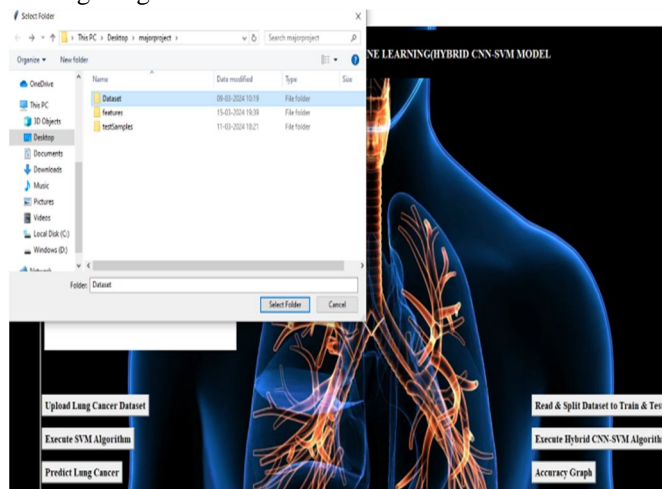 Select Folder
This PC > Desktop > majorproject >
Search majorproject
NE LEARNING(HYBRID CNN-SVM MODEL
Organize
New folder
Name
Date modified
Type
Size
OneDrive
This PC
3D Objects
Desktop
Documents
Downloads
Music
Pictures
Videos
Local Disk (C:)
Windows (D:)
Network
Dataset
09-03-2024 10:19
File folder
features
15-03-2024 19:39
File folder
testSamples
11-03-2024 18:21
File folder
Folder: Dataset
Select Folder
Cancel
Upload Lung Cancer Dataset
Read & Split Dataset to Train & Tes
Execute SVM Algorithm
Execute Hybrid CNN-SVM Algorith
Predict Lung Cancer
Accuracy Graph